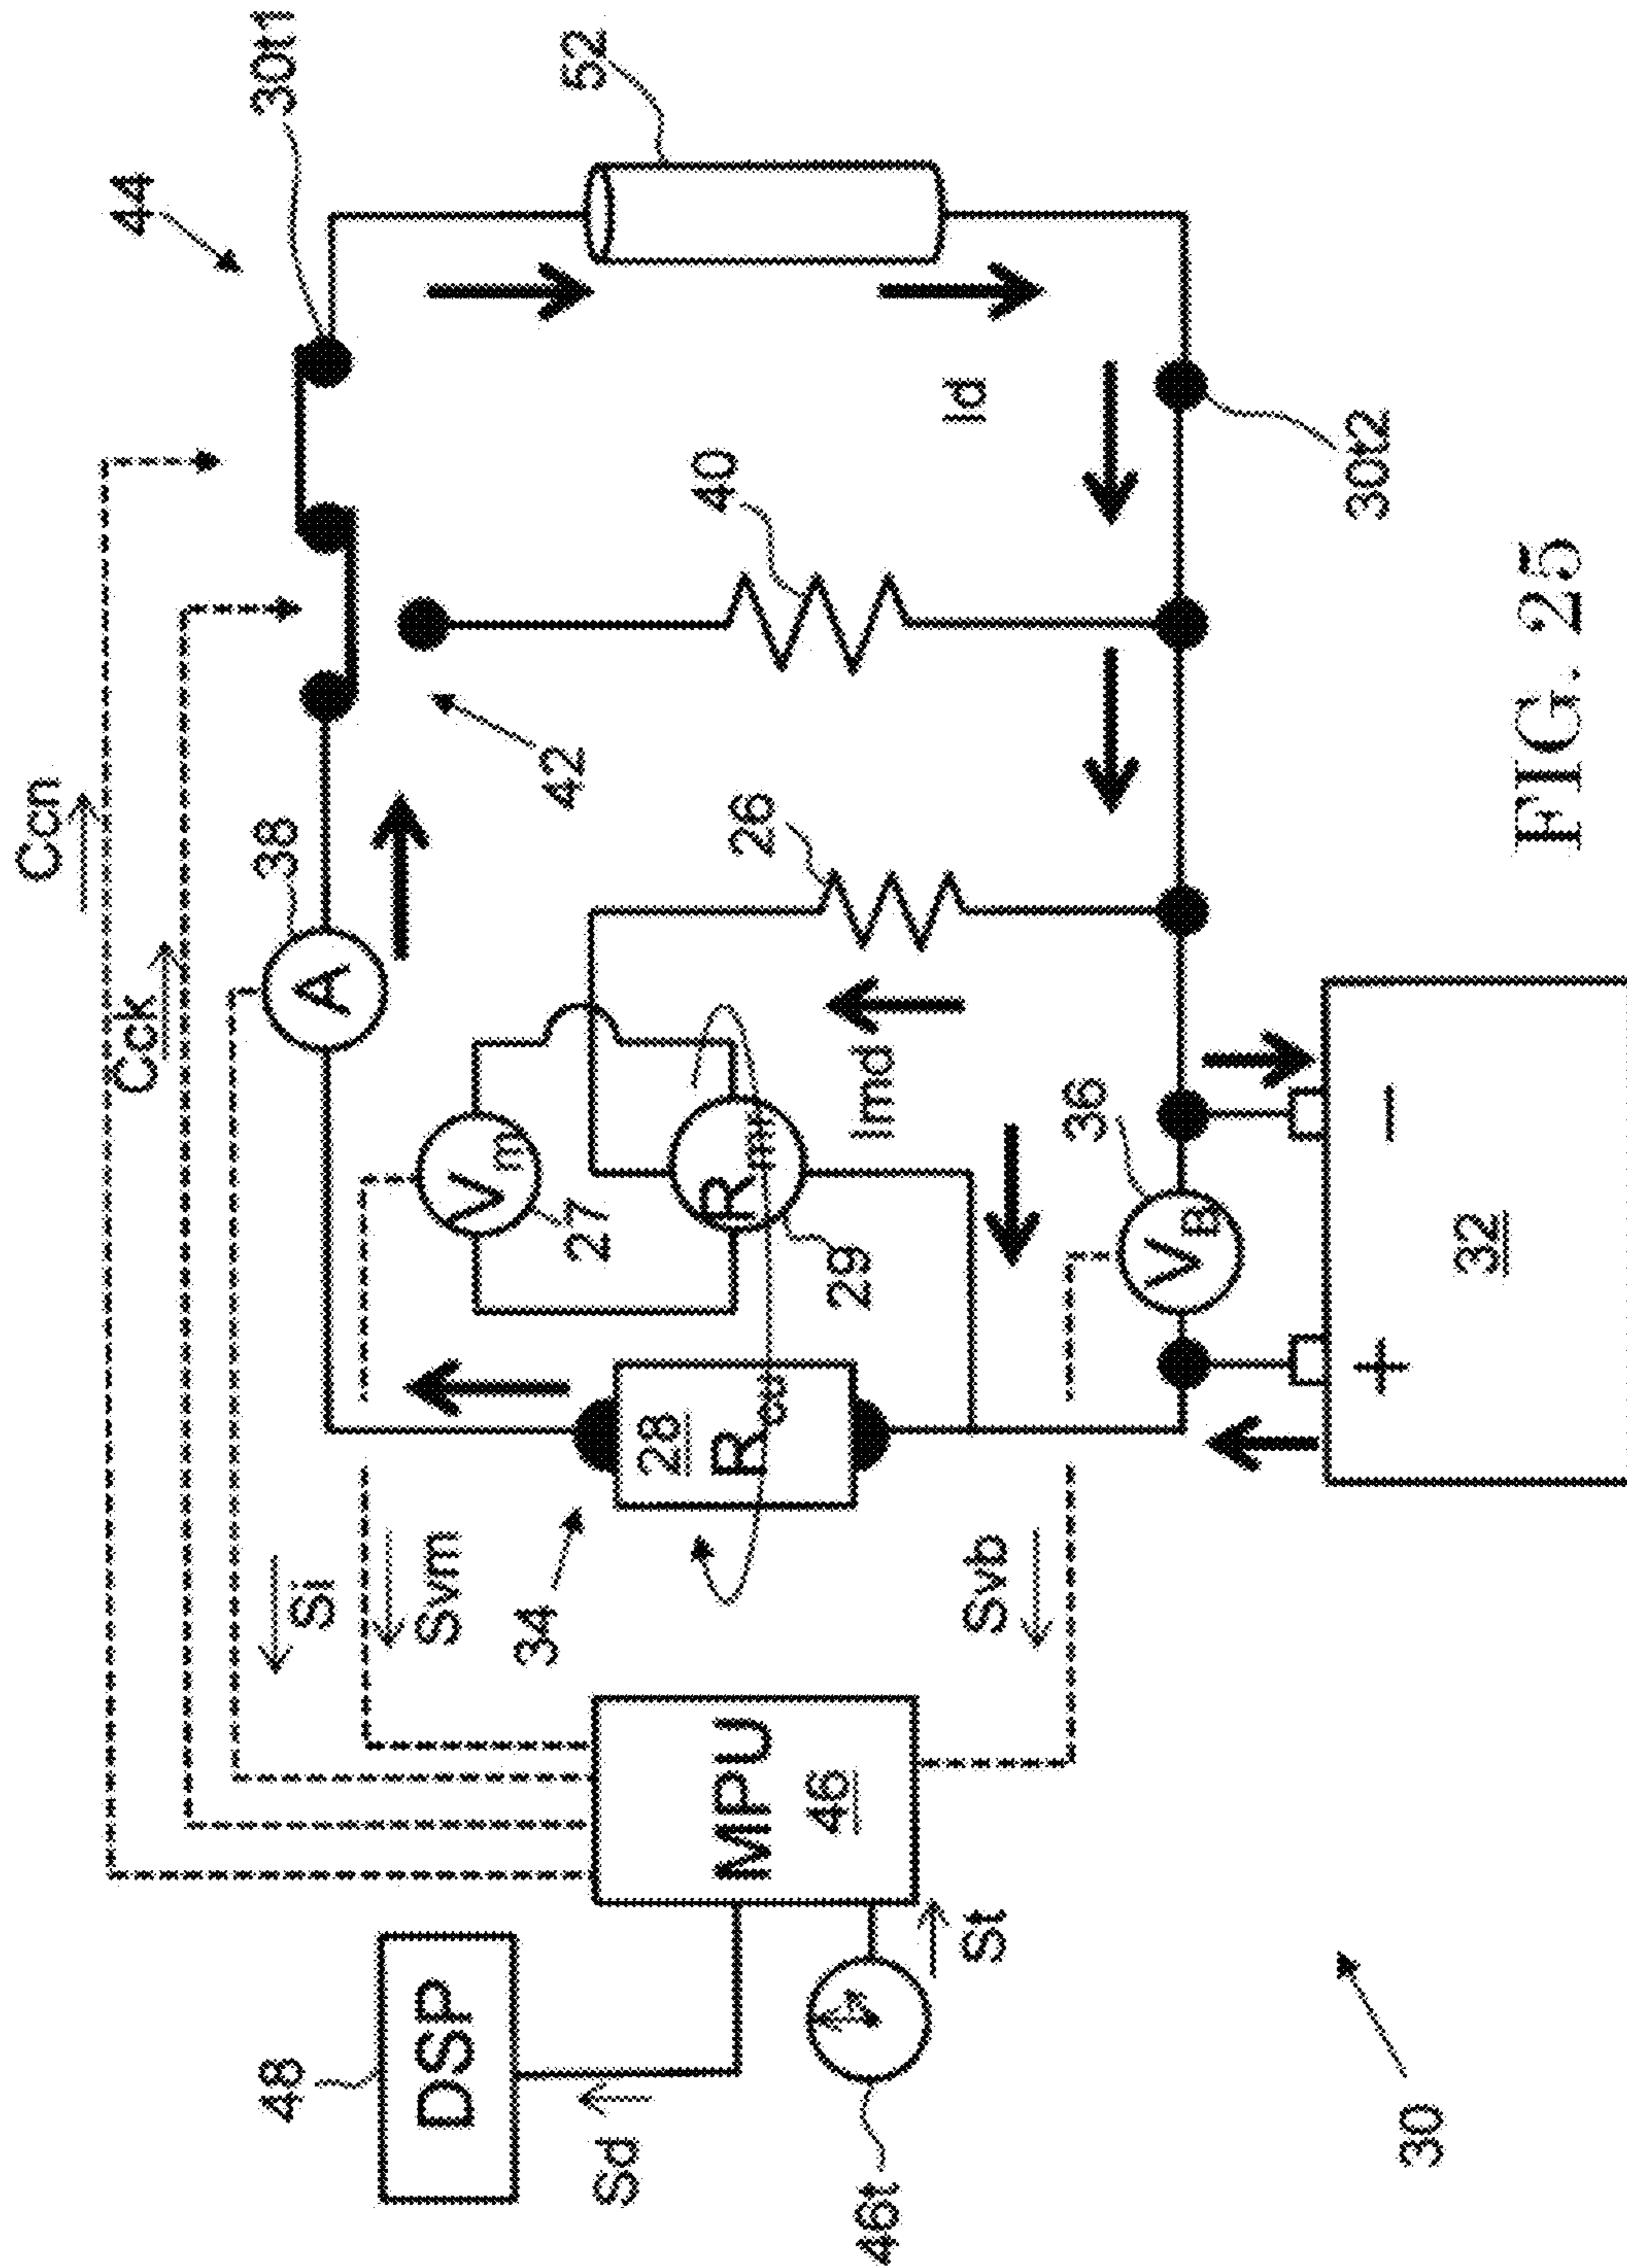 Ccn
Cck
44
48
38
30t1
Si
A
DSP
Svm
Vm
34
27
42
52
Sd
28
40
MPU
Rcu
26
46
29
Imd
46t
St
Svb
Id
36
VB
+
−
30t2
30
32
FIG. 25